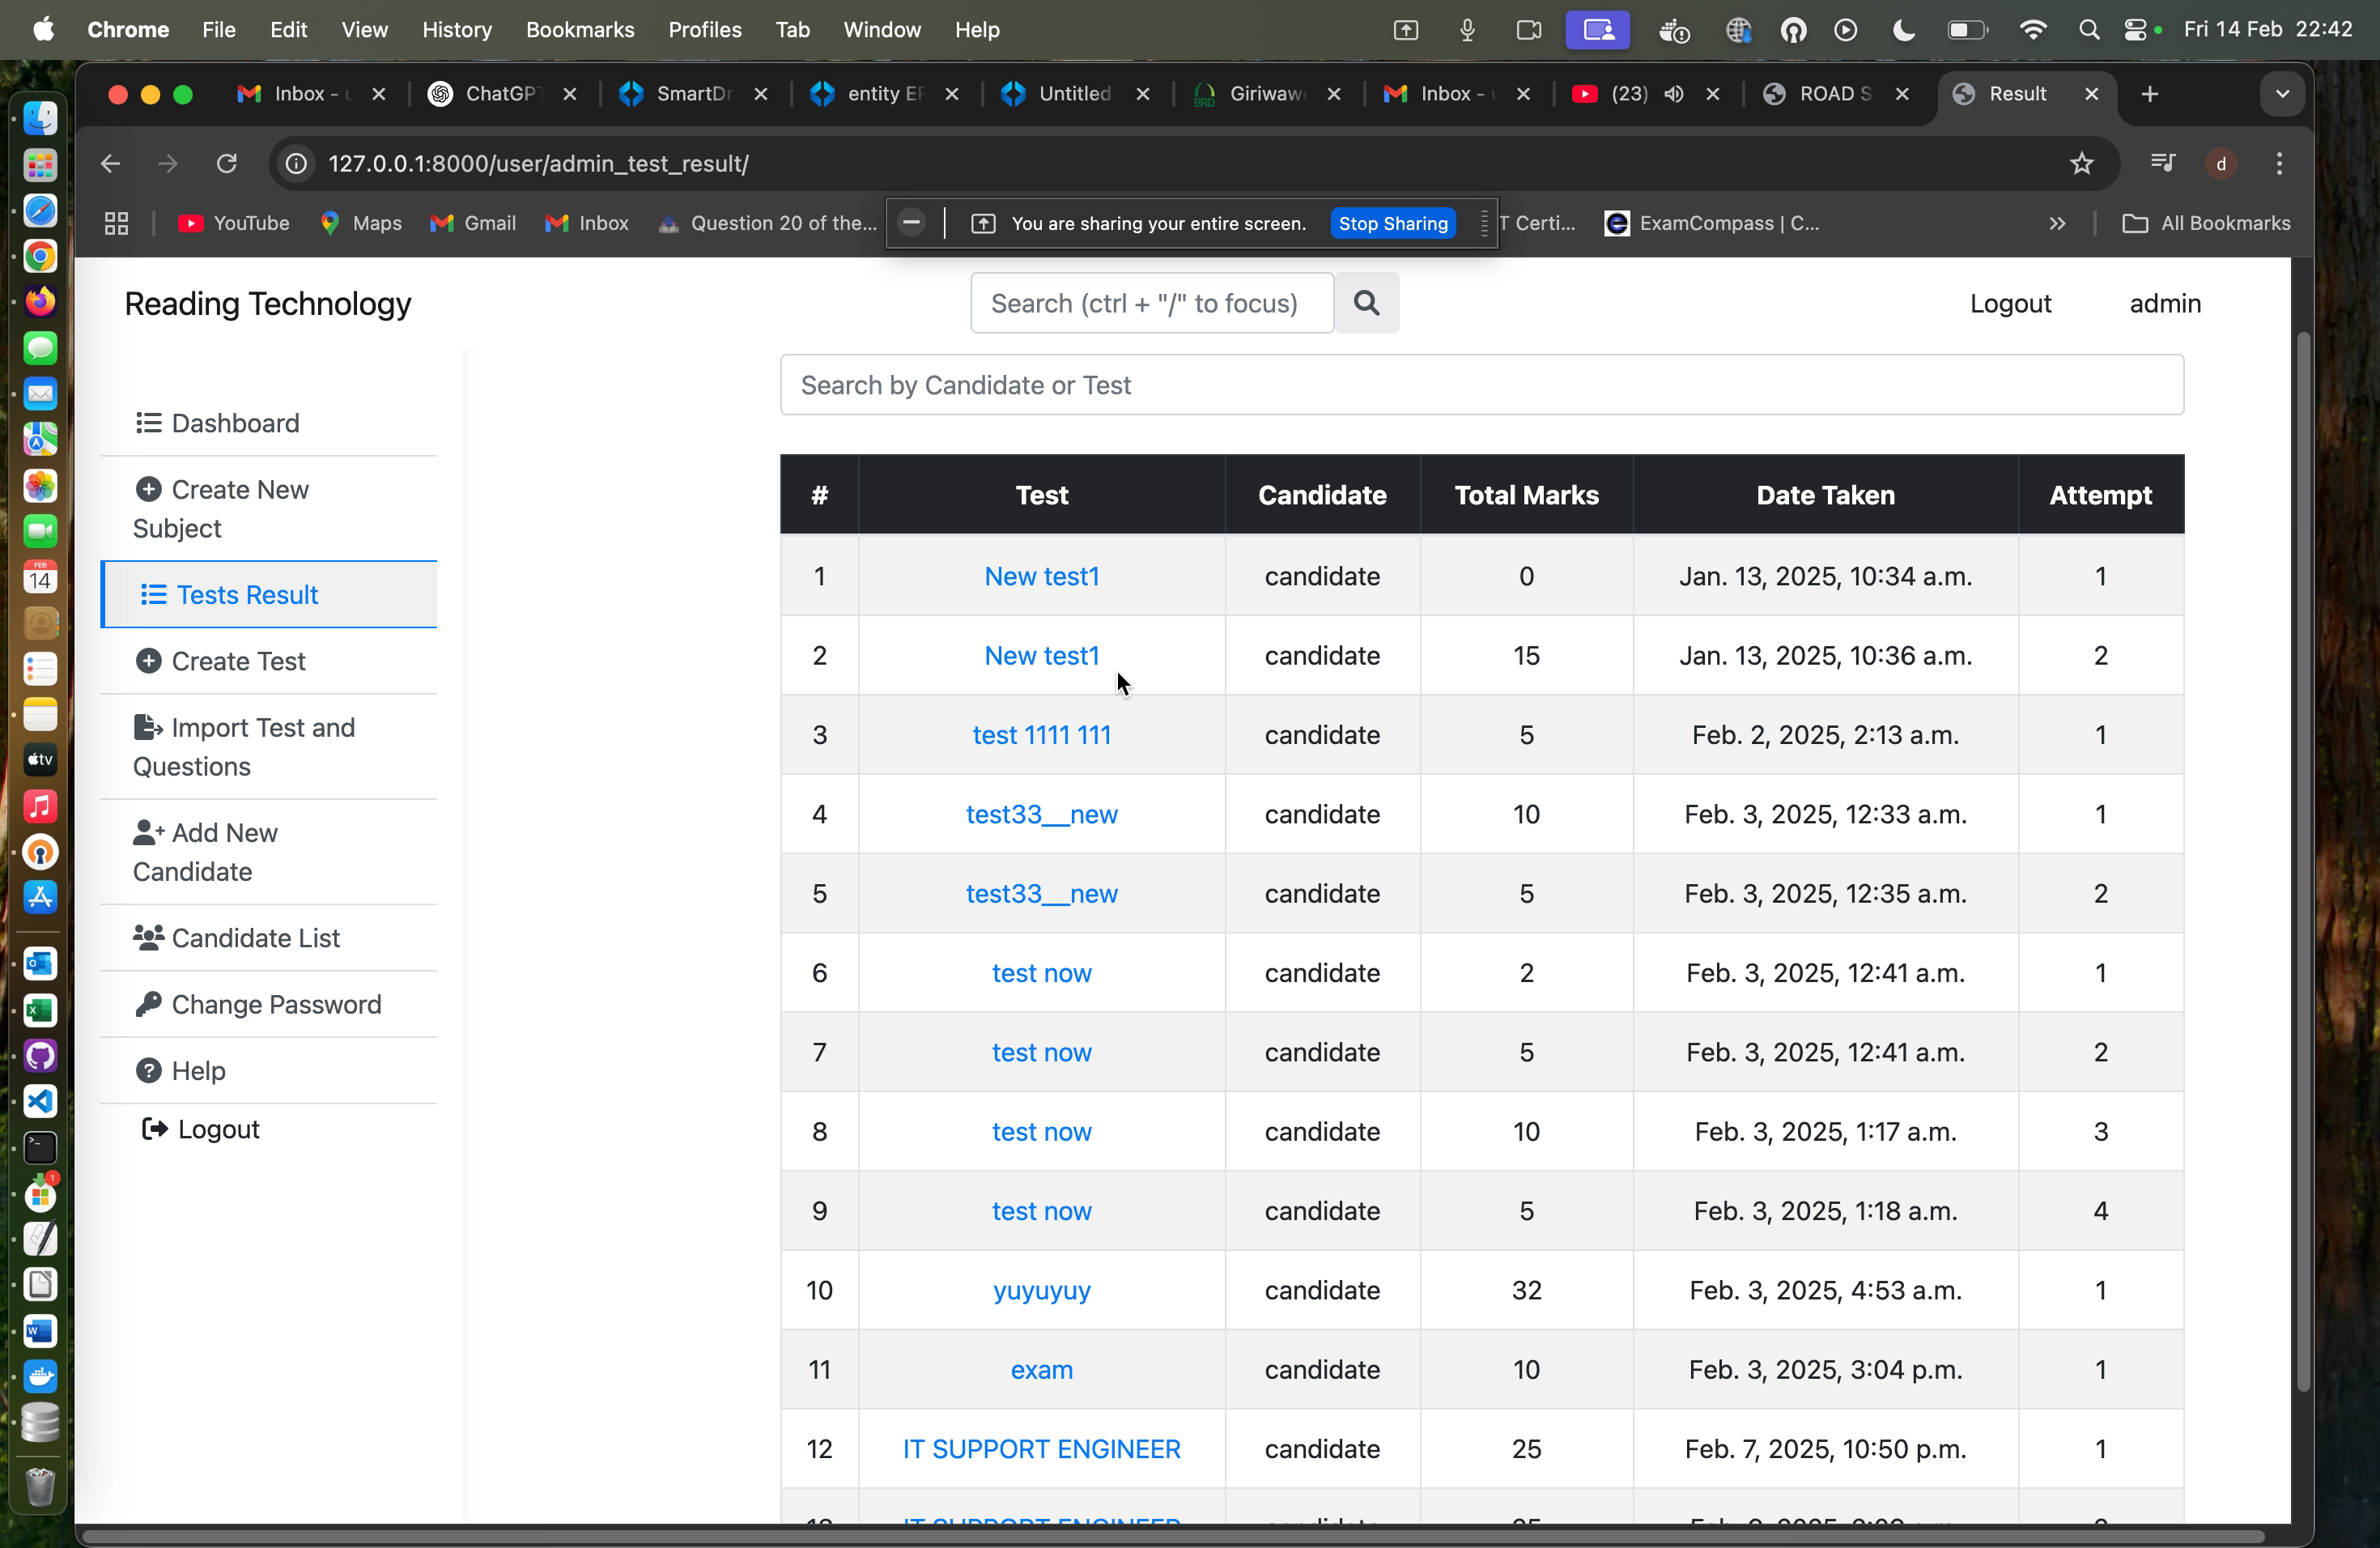 Chrome File Edit View History Bookmarks Profiles Tab Window Help Fri 14 Feb 22:42
Inbox - ChatGP SmartDr entity Untitled Giriwaw Inbox - (23) ROAD S Result
127.0.0.1:8000/user/admin_test_result/ d
YouTube Maps Gmail Inbox Question 20 of the... You are sharing your entire screen. Stop Sharing T Certi... ExamCompass | C... » All Bookmarks
Reading Technology Search (ctrl + "/" to focus) Logout admin
Search by Candidate or Test
Dashboard
Create New
Subject
Tests Result
Create Test
Import Test and
Questions
Add New
Candidate
Candidate List
Change Password
Help
Logout
# Test Candidate Total Marks Date Taken Attempt
1 New test1 candidate 0 Jan. 13, 2025, 10:34 a.m. 1
2 New test1 candidate 15 Jan. 13, 2025, 10:36 a.m. 2
3 test 1111 111 candidate 5 Feb. 2, 2025, 2:13 a.m. 1
4 test33__new candidate 10 Feb. 3, 2025, 12:33 a.m. 1
5 test33__new candidate 5 Feb. 3, 2025, 12:35 a.m. 2
6 test now candidate 2 Feb. 3, 2025, 12:41 a.m. 1
7 test now candidate 5 Feb. 3, 2025, 12:41 a.m. 2
8 test now candidate 10 Feb. 3, 2025, 1:17 a.m. 3
9 test now candidate 5 Feb. 3, 2025, 1:18 a.m. 4
10 yuyuyuy candidate 32 Feb. 3, 2025, 4:53 a.m. 1
11 exam candidate 10 Feb. 3, 2025, 3:04 p.m. 1
12 IT SUPPORT ENGINEER candidate 25 Feb. 7, 2025, 10:50 p.m. 1
IT SUPPORT ENGINEER
FEB
14
tv